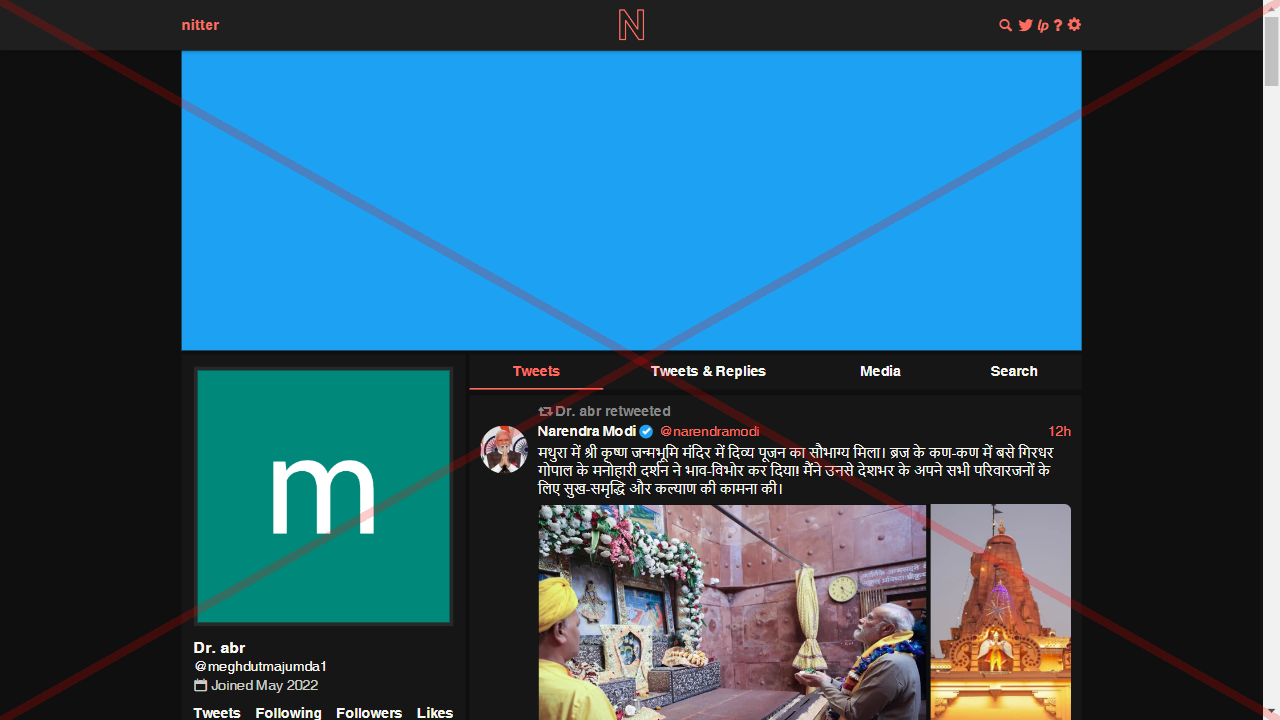 nitter
N
lp ?
Tweets Tweets & Replies Media Search
Dr. abr retweeted
Narendra Modi @narendramodi 12h
मथुरा में श्री कृष्ण जन्मभूमि मंदिर में दिव्य पूजन का सौभाग्य मिला। ब्रज के कण-कण में बसे गिरधर
गोपाल के मनोहारी दर्शन ने भाव-विभोर कर दिया! मैंने उनसे देशभर के अपने सभी परिवारजनों के
लिए सुख-समृद्धि और कल्याण की कामना की।
m
Dr. abr
@meghdutmajumda1
Joined May 2022
Tweets Following Followers Likes